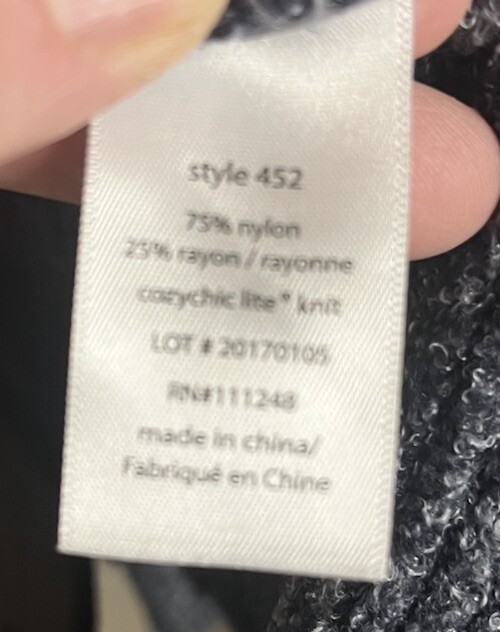 style 452
75% nylon
25% rayon / rayonne
cozychic lite® knit
LOT # 20170105
RN#111248
made in china/
Fabriqué en Chine